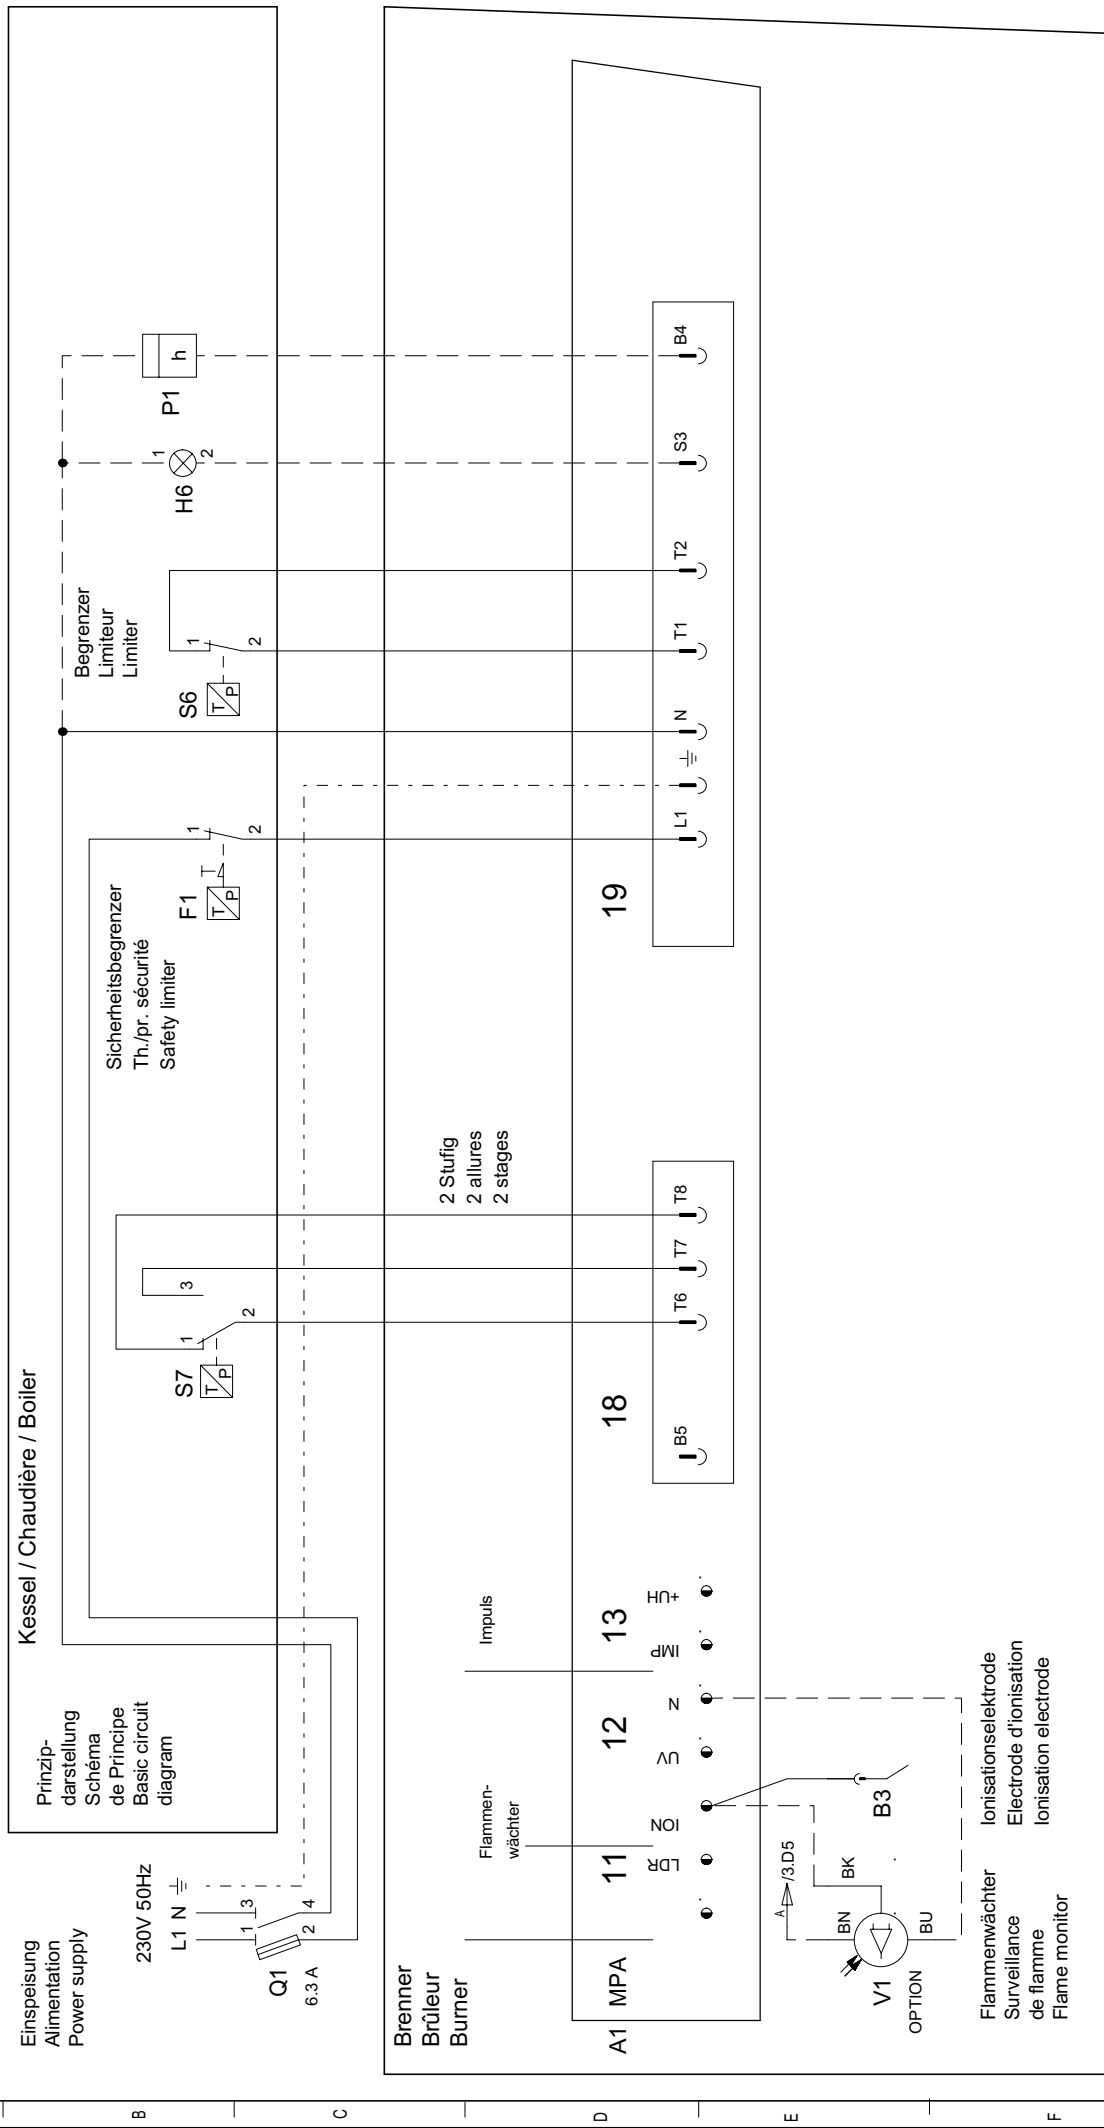 Einspeisung
Alimentation
Power supply
230V 50Hz
L1 N
1
3
2
4
Q1
6.3 A
Prinzip-
darstellung
Schéma
de Principe
Basic circuit
diagram
Kessel / Chaudière / Boiler
S7
T
P
1
2
3
Sicherheitsbegrenzer
Th./pr. sécurité
Safety limiter
F1
T
P
1
2
Begrenzer
Limiteur
Limiter
S6
T
P
1
2
H6
1
2
P1
h
Brenner
Brûleur
Burner
2 Stufig
2 allures
2 stages
Flammen-
wächter
Impuls
A1
MPA
11
12
13
18
19
LDR
ION
UV
N
IMP
+UH
B5
T6
T7
T8
L1
N
T1
T2
S3
B4
A
/3.D5
BN
BK
BU
V1
OPTION
B3
Flammenwächter
Surveillance
de flamme
Flame monitor
Ionisationselektrode
Electrode d'ionisation
Ionisation electrode
B
C
D
E
F